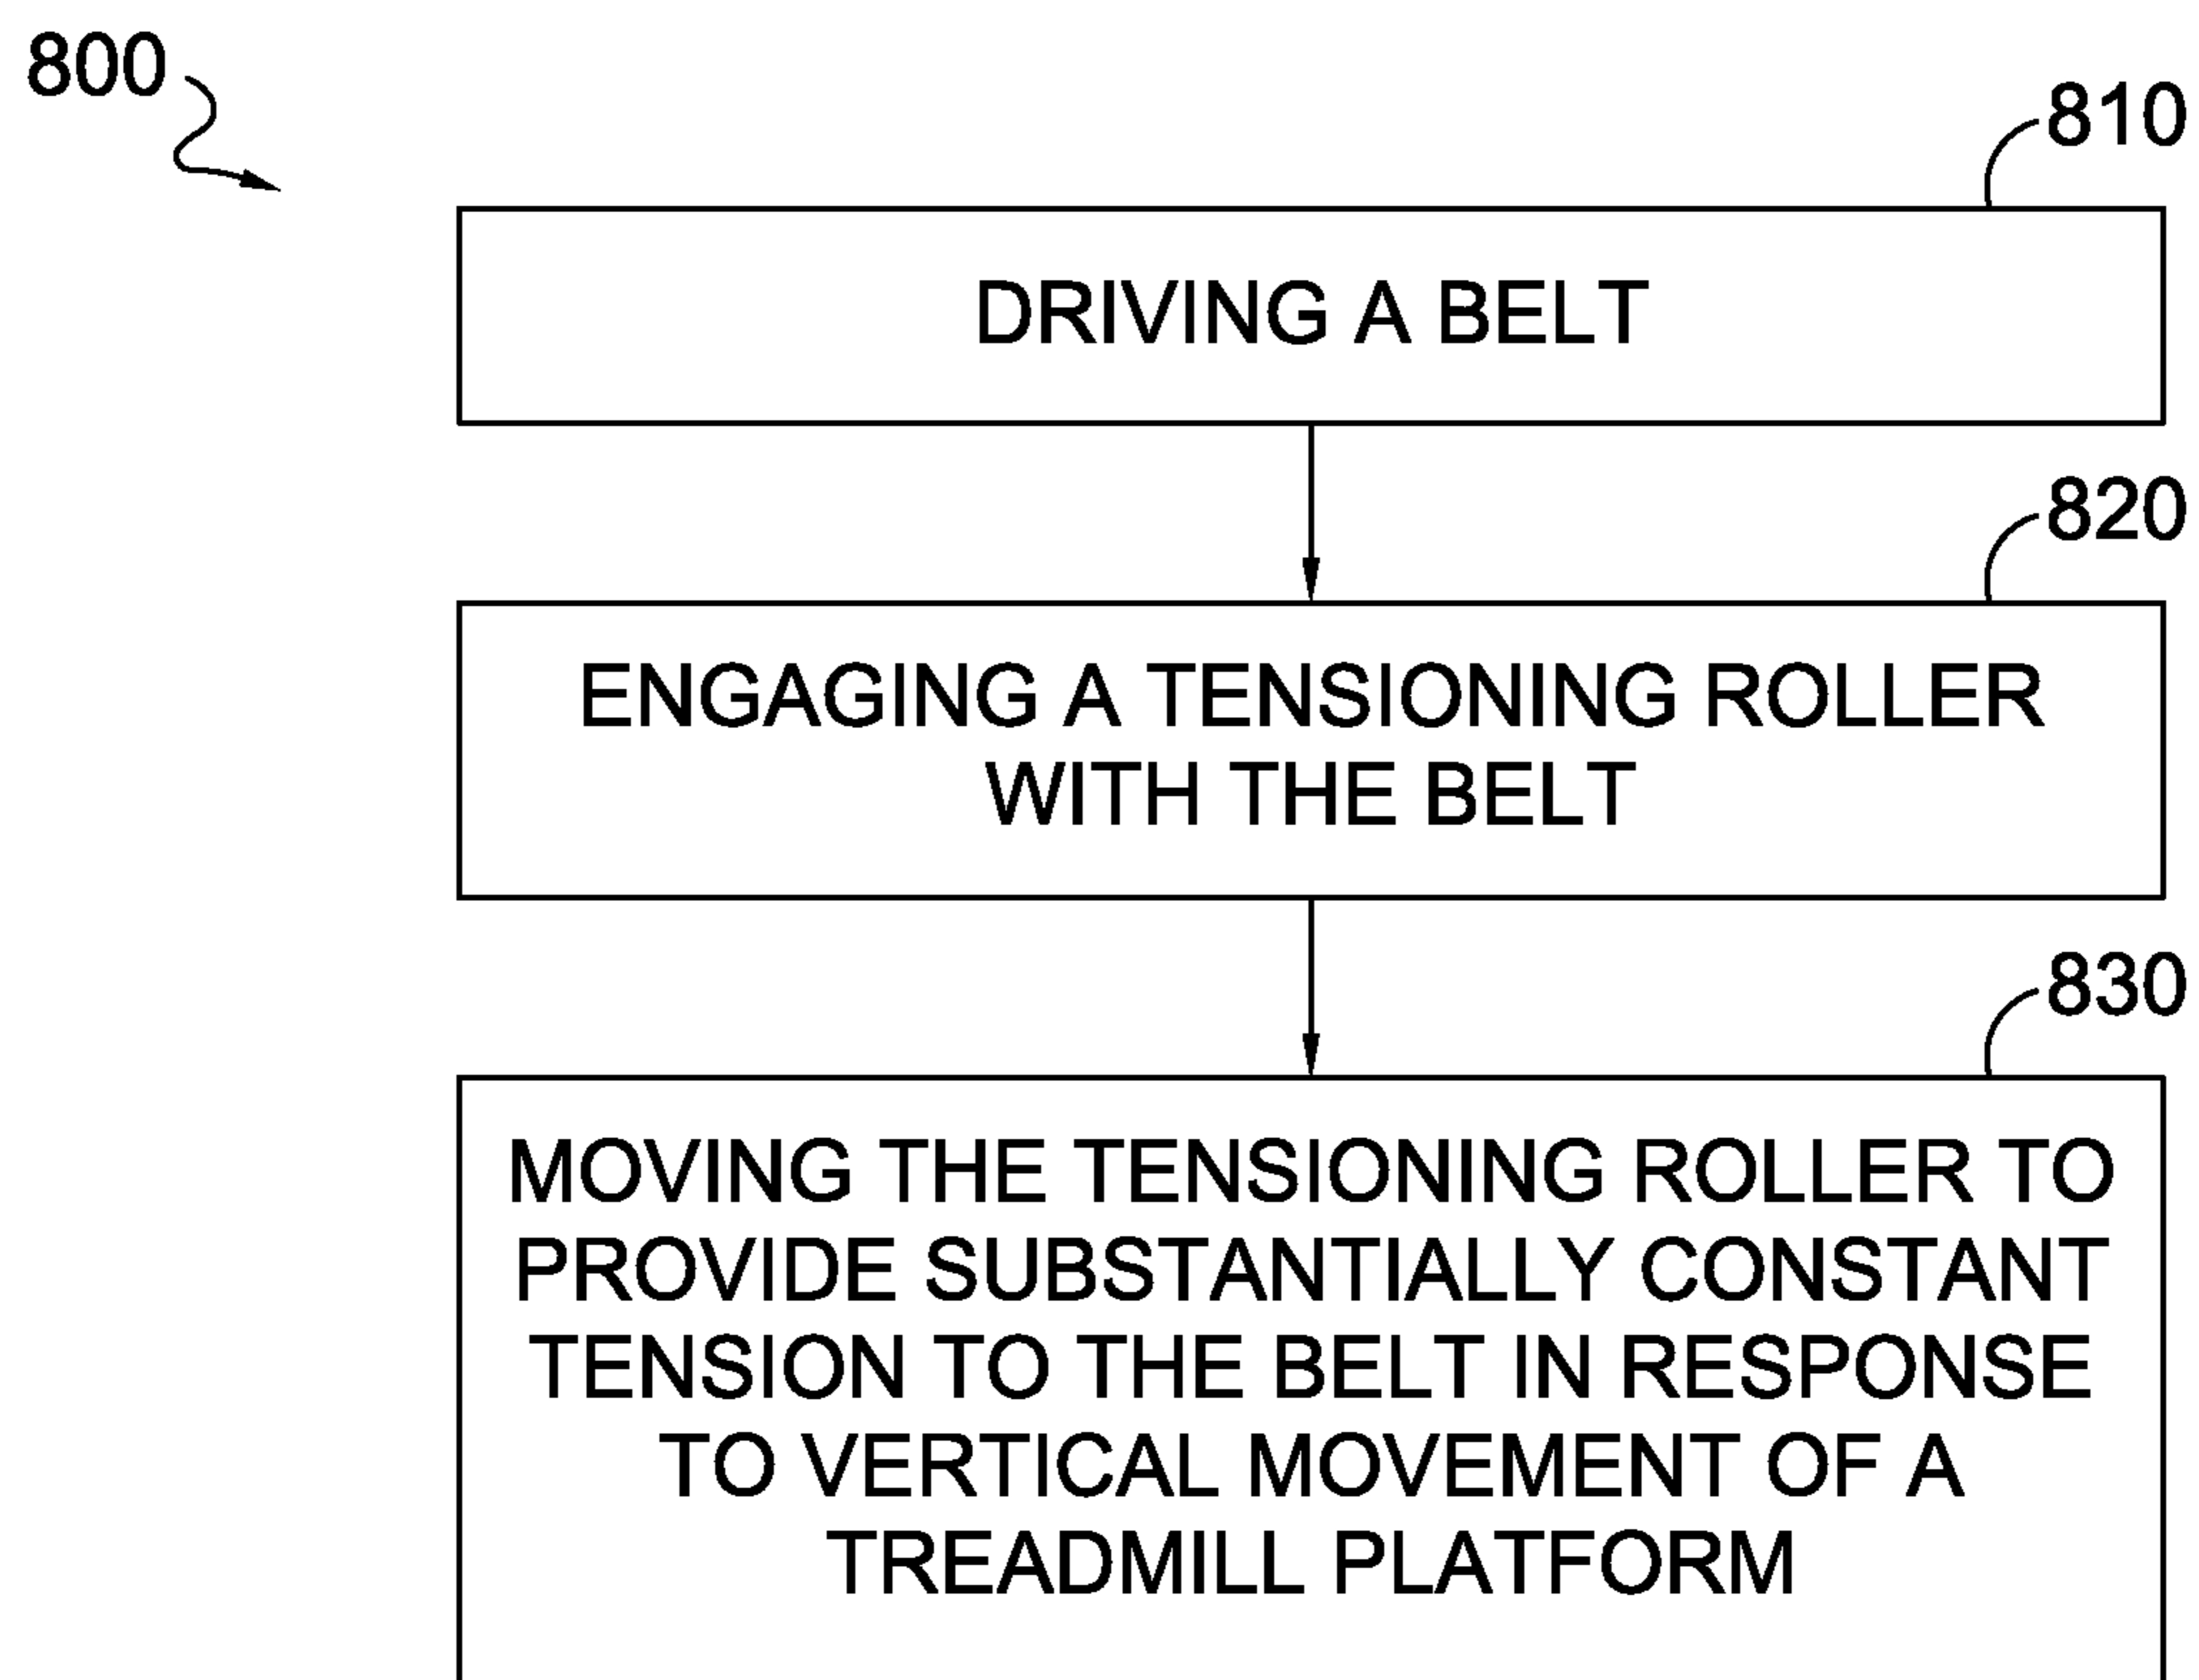 800
810
DRIVING A BELT
820
ENGAGING A TENSIONING ROLLER
WITH THE BELT
830
MOVING THE TENSIONING ROLLER TO
PROVIDE SUBSTANTIALLY CONSTANT
TENSION TO THE BELT IN RESPONSE
TO VERTICAL MOVEMENT OF A
TREADMILL PLATFORM